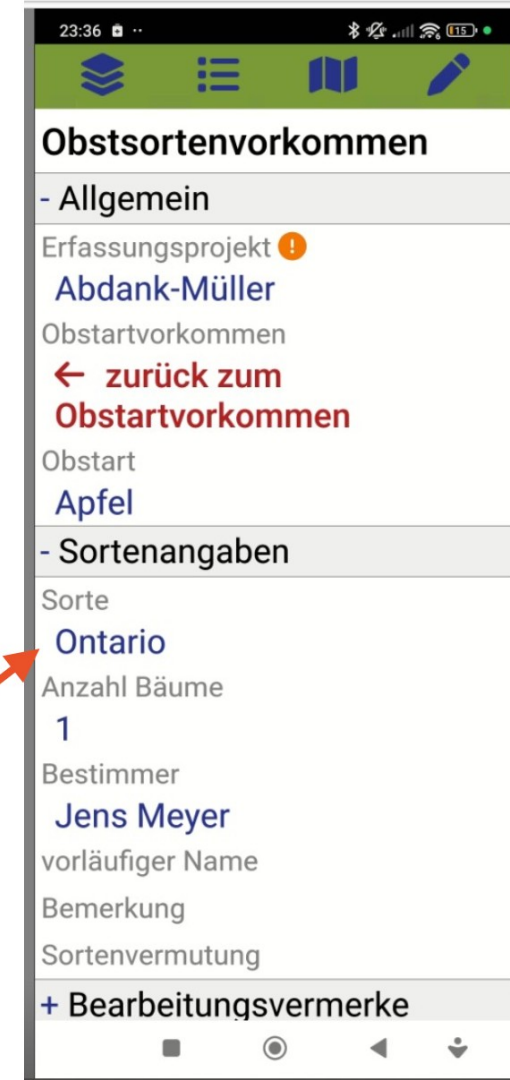 23:36
15
Obstsortenvorkommen
- Allgemein
Erfassungsprojekt !
Abdank-Müller
Obstartvorkommen
← zurück zum
Obstartvorkommen
Obstart
Apfel
- Sortenangaben
Sorte
Ontario
Anzahl Bäume
1
Bestimmer
Jens Meyer
vorläufiger Name
Bemerkung
Sortenvermutung
+ Bearbeitungsvermerke